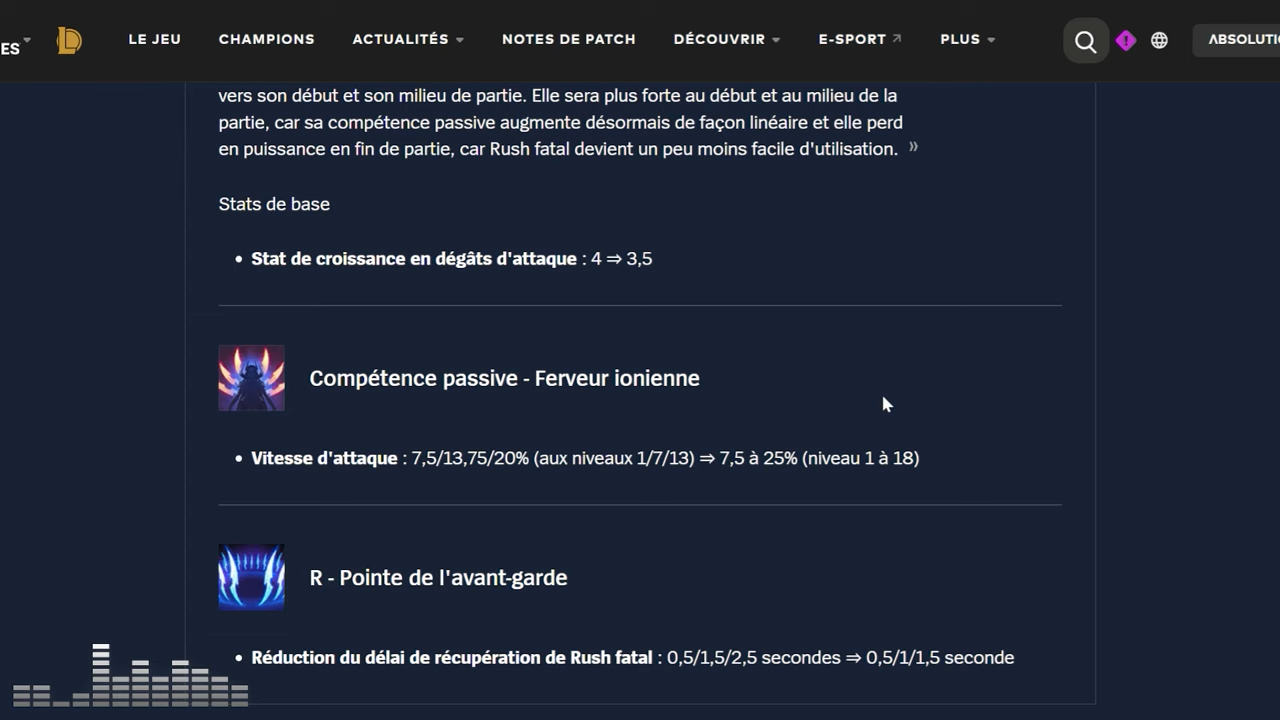 ES
LE JEU
CHAMPIONS
ACTUALITÉS
NOTES DE PATCH
DÉCOUVRIR
E-SPORT
PLUS
ABSOLUTIO
vers son début et son milieu de partie. Elle sera plus forte au début et au milieu de la
partie, car sa compétence passive augmente désormais de façon linéaire et elle perd
en puissance en fin de partie, car Rush fatal devient un peu moins facile d'utilisation. »
Stats de base
• Stat de croissance en dégâts d'attaque : 4 ⇒ 3,5
Compétence passive - Ferveur ionienne
• Vitesse d'attaque : 7,5/13,75/20% (aux niveaux 1/7/13) ⇒ 7,5 à 25% (niveau 1 à 18)
R - Pointe de l'avant-garde
• Réduction du délai de récupération de Rush fatal : 0,5/1,5/2,5 secondes ⇒ 0,5/1/1,5 seconde